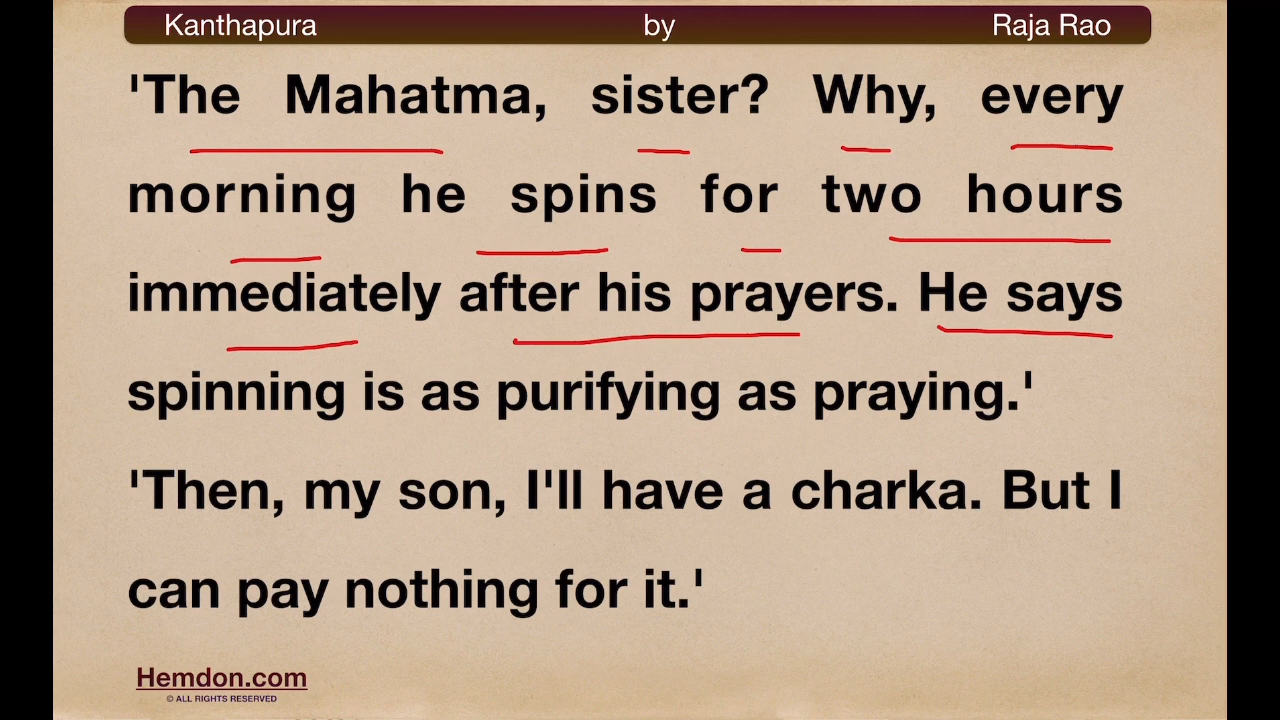 Kanthapura by Raja Rao
'The Mahatma, sister? Why, every
morning he spins for two hours
immediately after his prayers. He says
spinning is as purifying as praying.'
'Then, my son, I'll have a charka. But I
can pay nothing for it.'
Hemdon.com
© ALL RIGHTS RESERVED